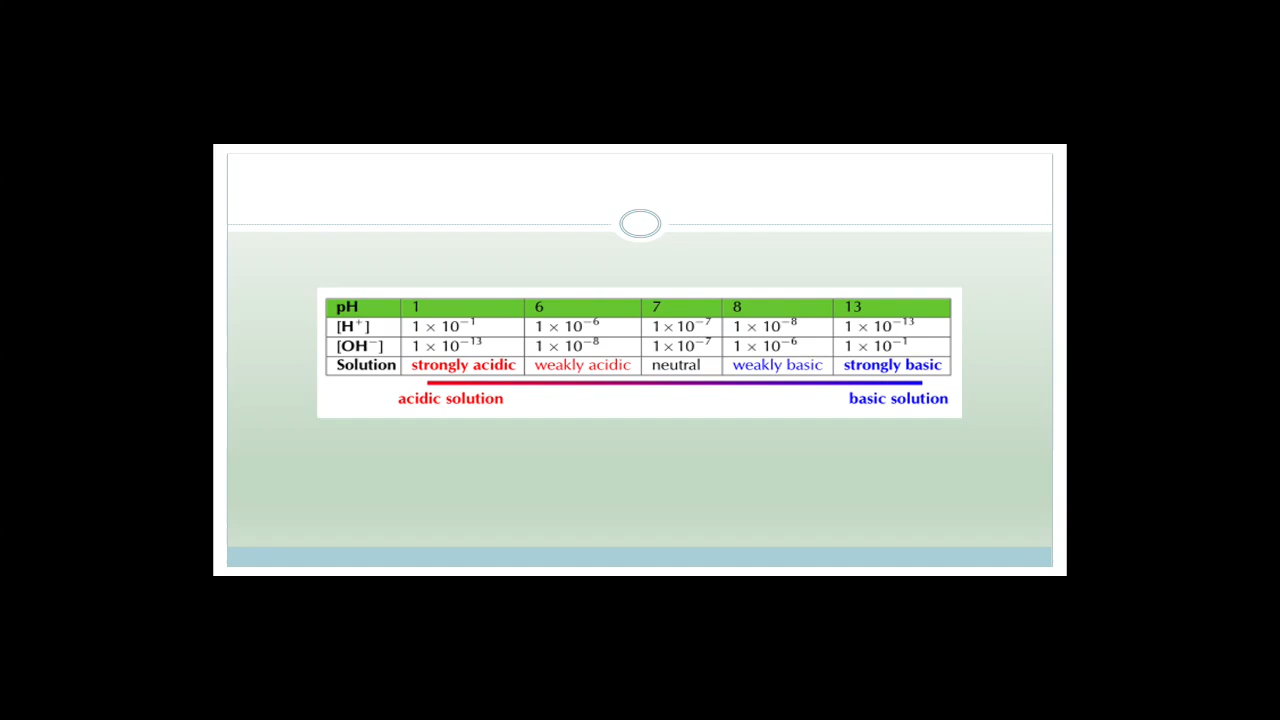 pH 1 6 7 8 13
[H⁺] 1 × 10⁻¹ 1 × 10⁻⁶ 1×10⁻⁷ 1 × 10⁻⁸ 1 × 10⁻¹³
[OH⁻] 1 × 10⁻¹³ 1 × 10⁻⁸ 1×10⁻⁷ 1 × 10⁻⁶ 1 × 10⁻¹
Solution strongly acidic weakly acidic neutral weakly basic strongly basic
acidic solution basic solution